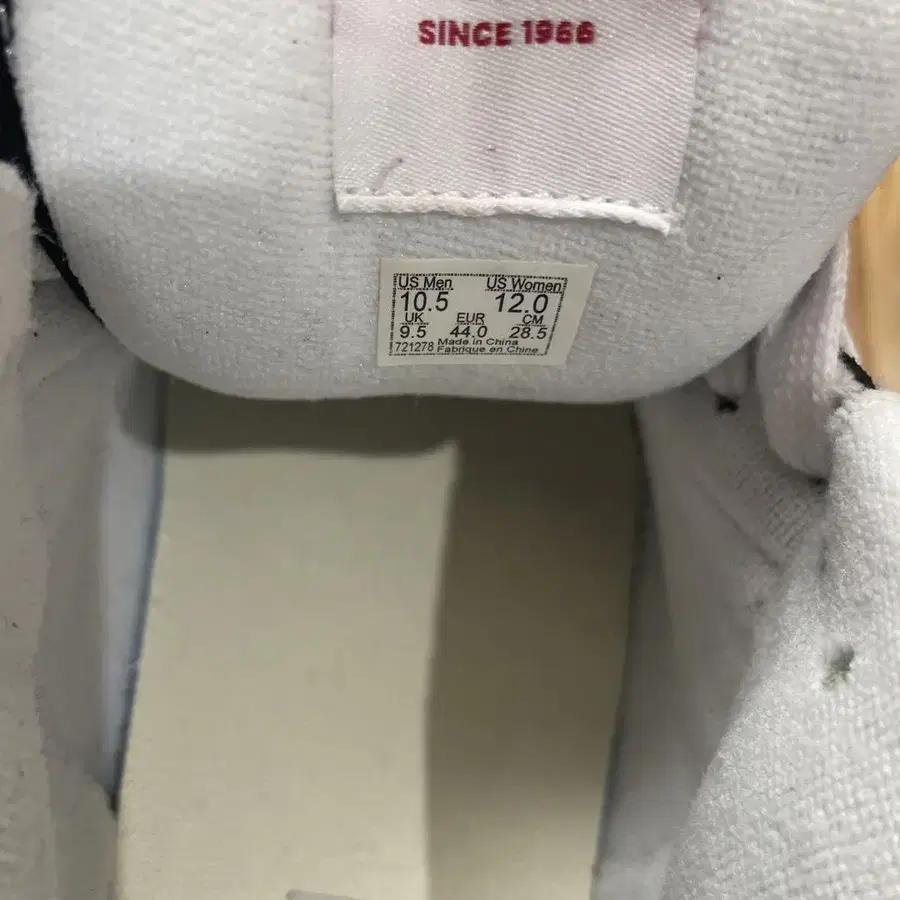 SINCE 1966
US Men US Women
10.5 12.0
UK EUR CM
9.5 44.0 28.5
721278 Made in China
Fabrique en Chine